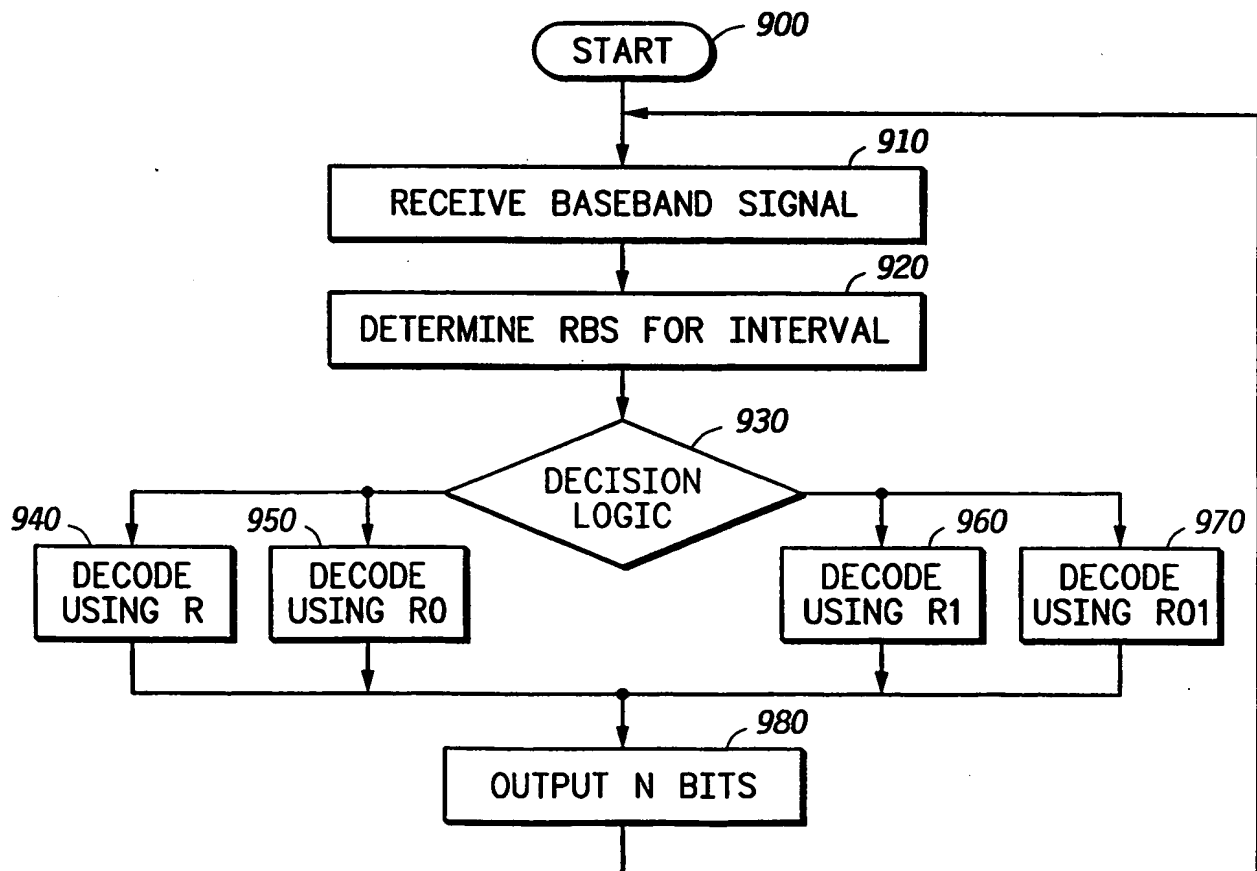 900
START
910
RECEIVE BASEBAND SIGNAL
920
DETERMINE RBS FOR INTERVAL
930
DECISION
LOGIC
940
DECODE
USING R
950
DECODE
USING R0
960
DECODE
USING R1
970
DECODE
USING R01
980
OUTPUT N BITS